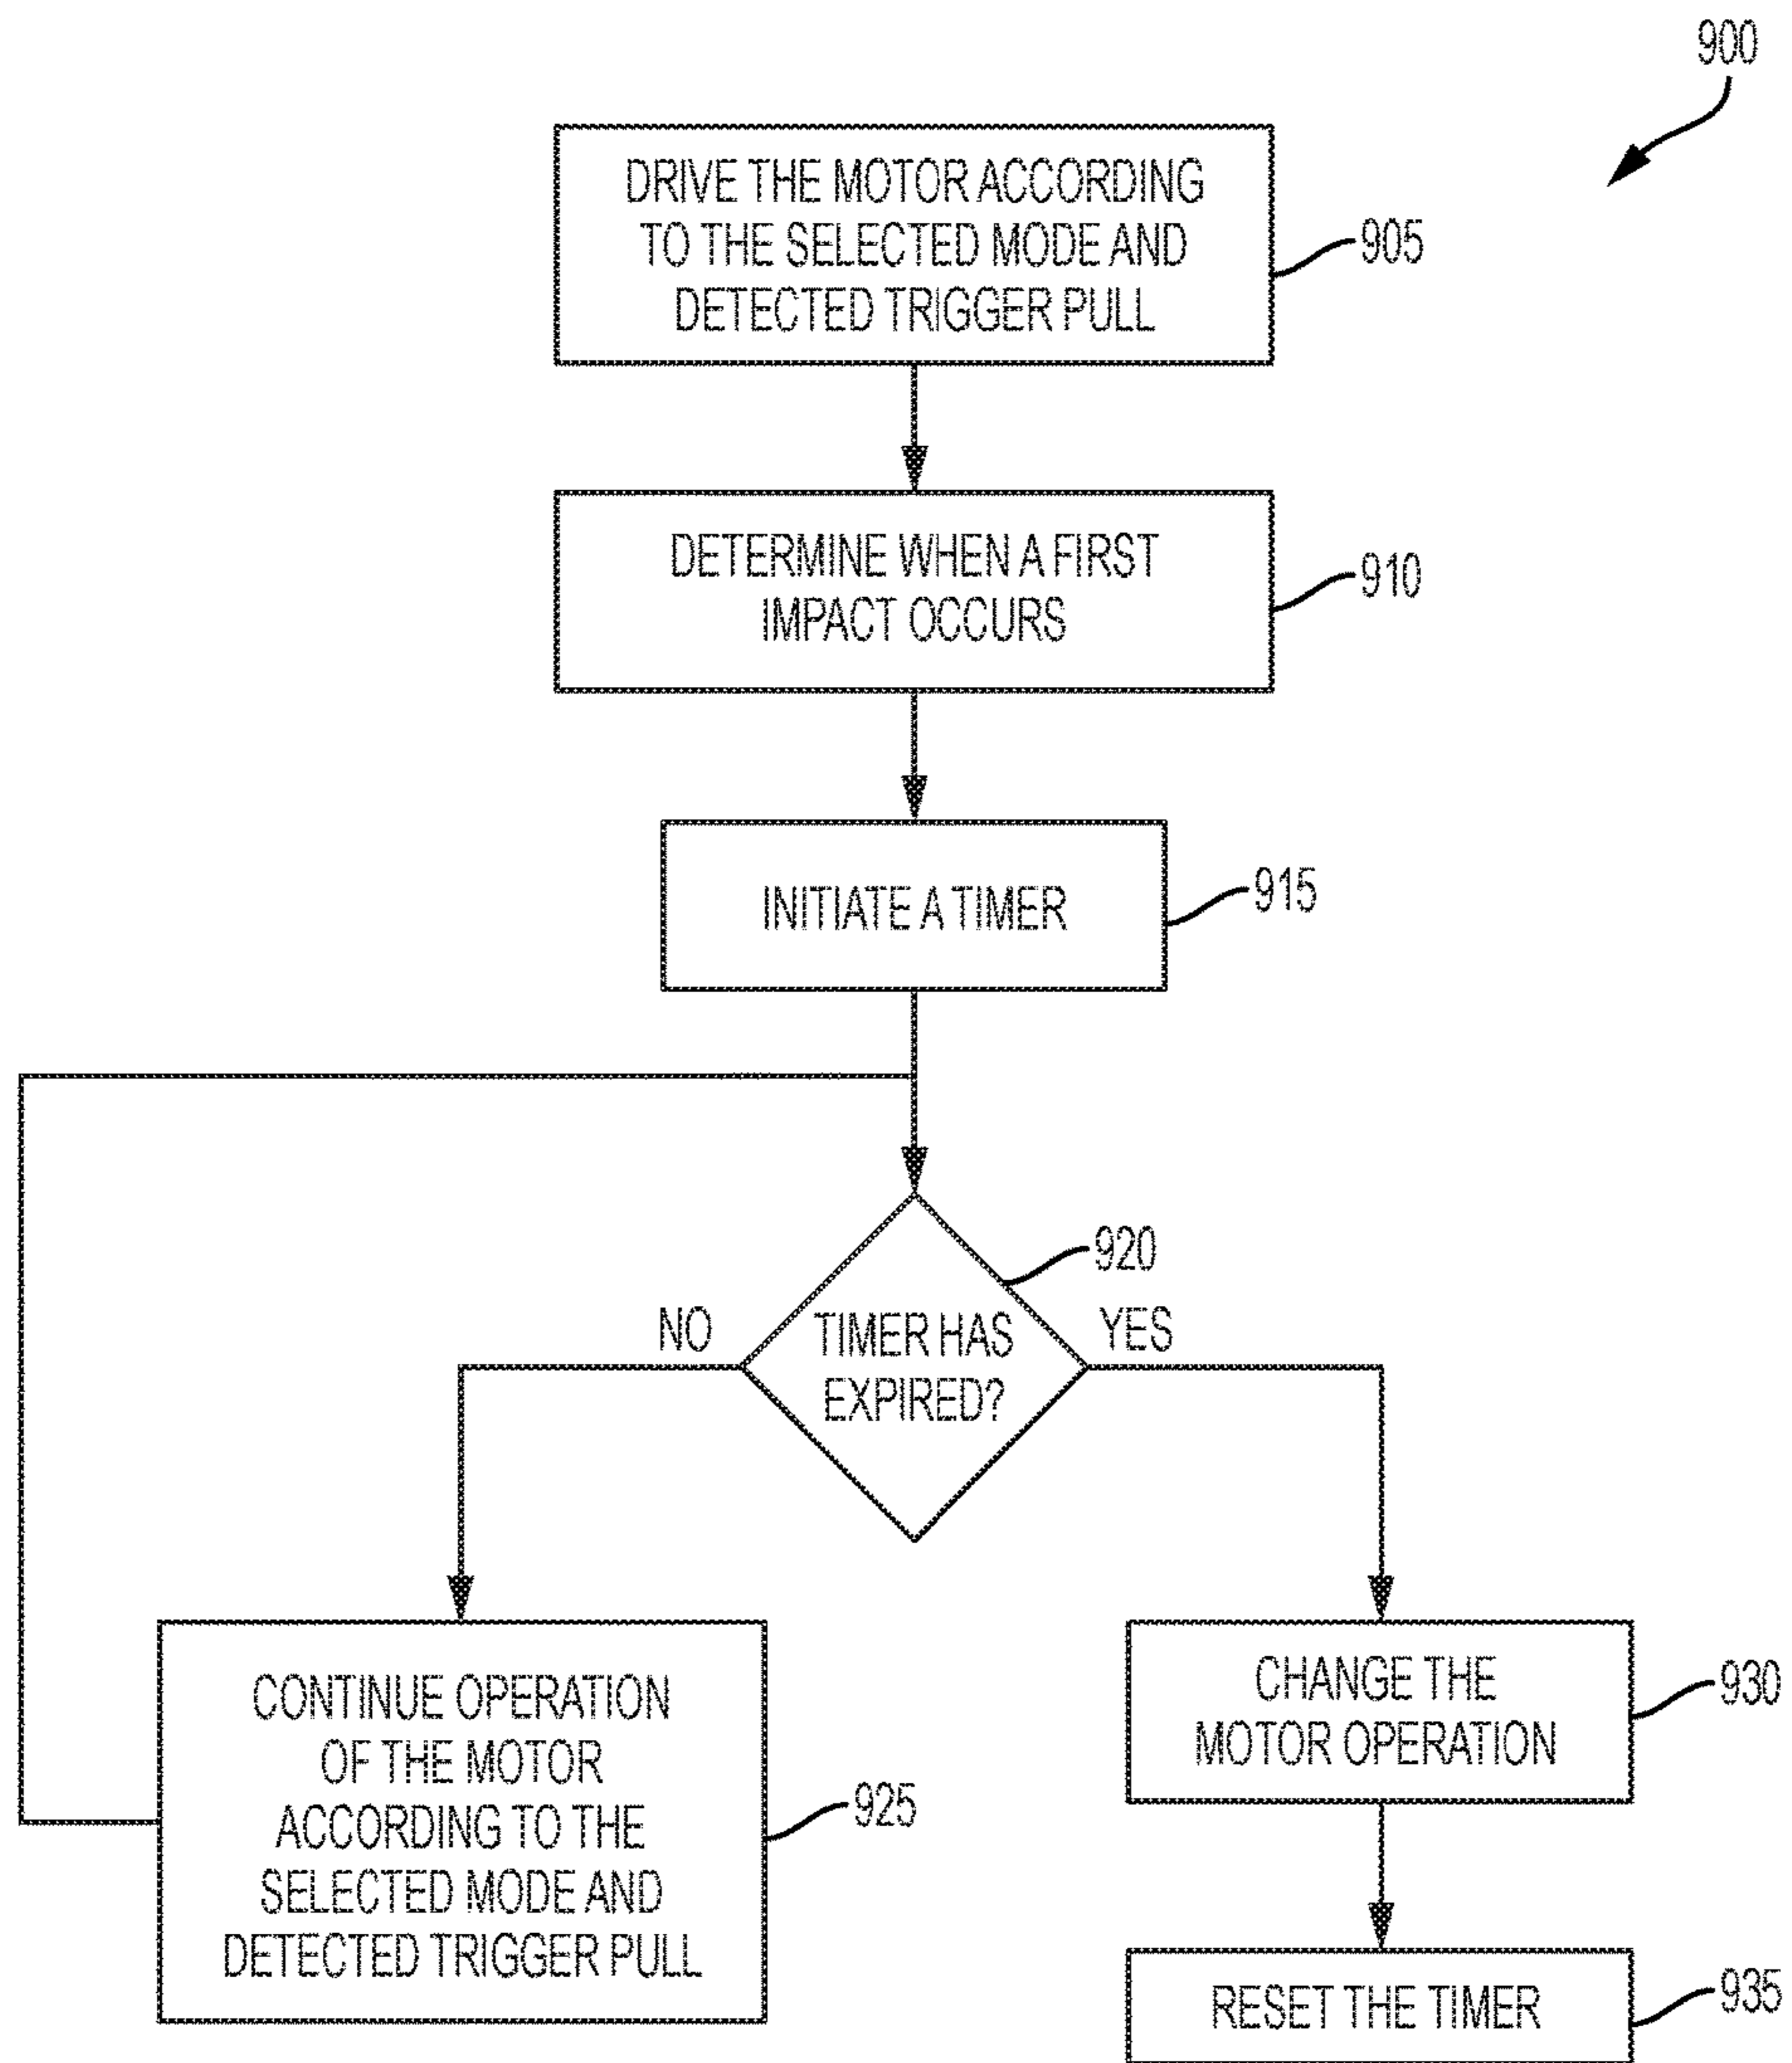 900
DRIVE THE MOTOR ACCORDING
TO THE SELECTED MODE AND
DETECTED TRIGGER PULL
905
DETERMINE WHEN A FIRST
IMPACT OCCURS
910
INITIATE A TIMER
915
920
NO
TIMER HAS
EXPIRED?
YES
CONTINUE OPERATION
OF THE MOTOR
ACCORDING TO THE
SELECTED MODE AND
DETECTED TRIGGER PULL
925
CHANGE THE
MOTOR OPERATION
930
RESET THE TIMER
935